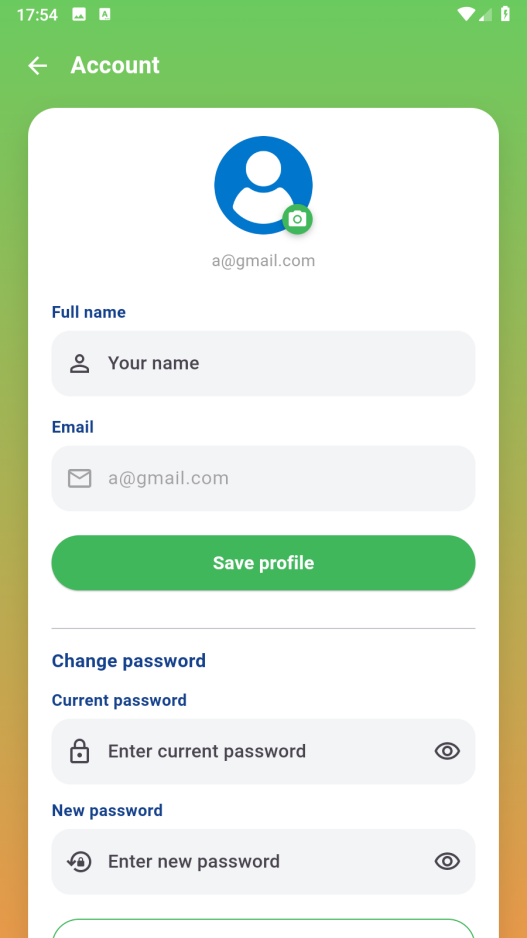 17:54
Account
a@gmail.com
Full name
Your name
Email
a@gmail.com
Save profile
Change password
Current password
Enter current password
New password
Enter new password